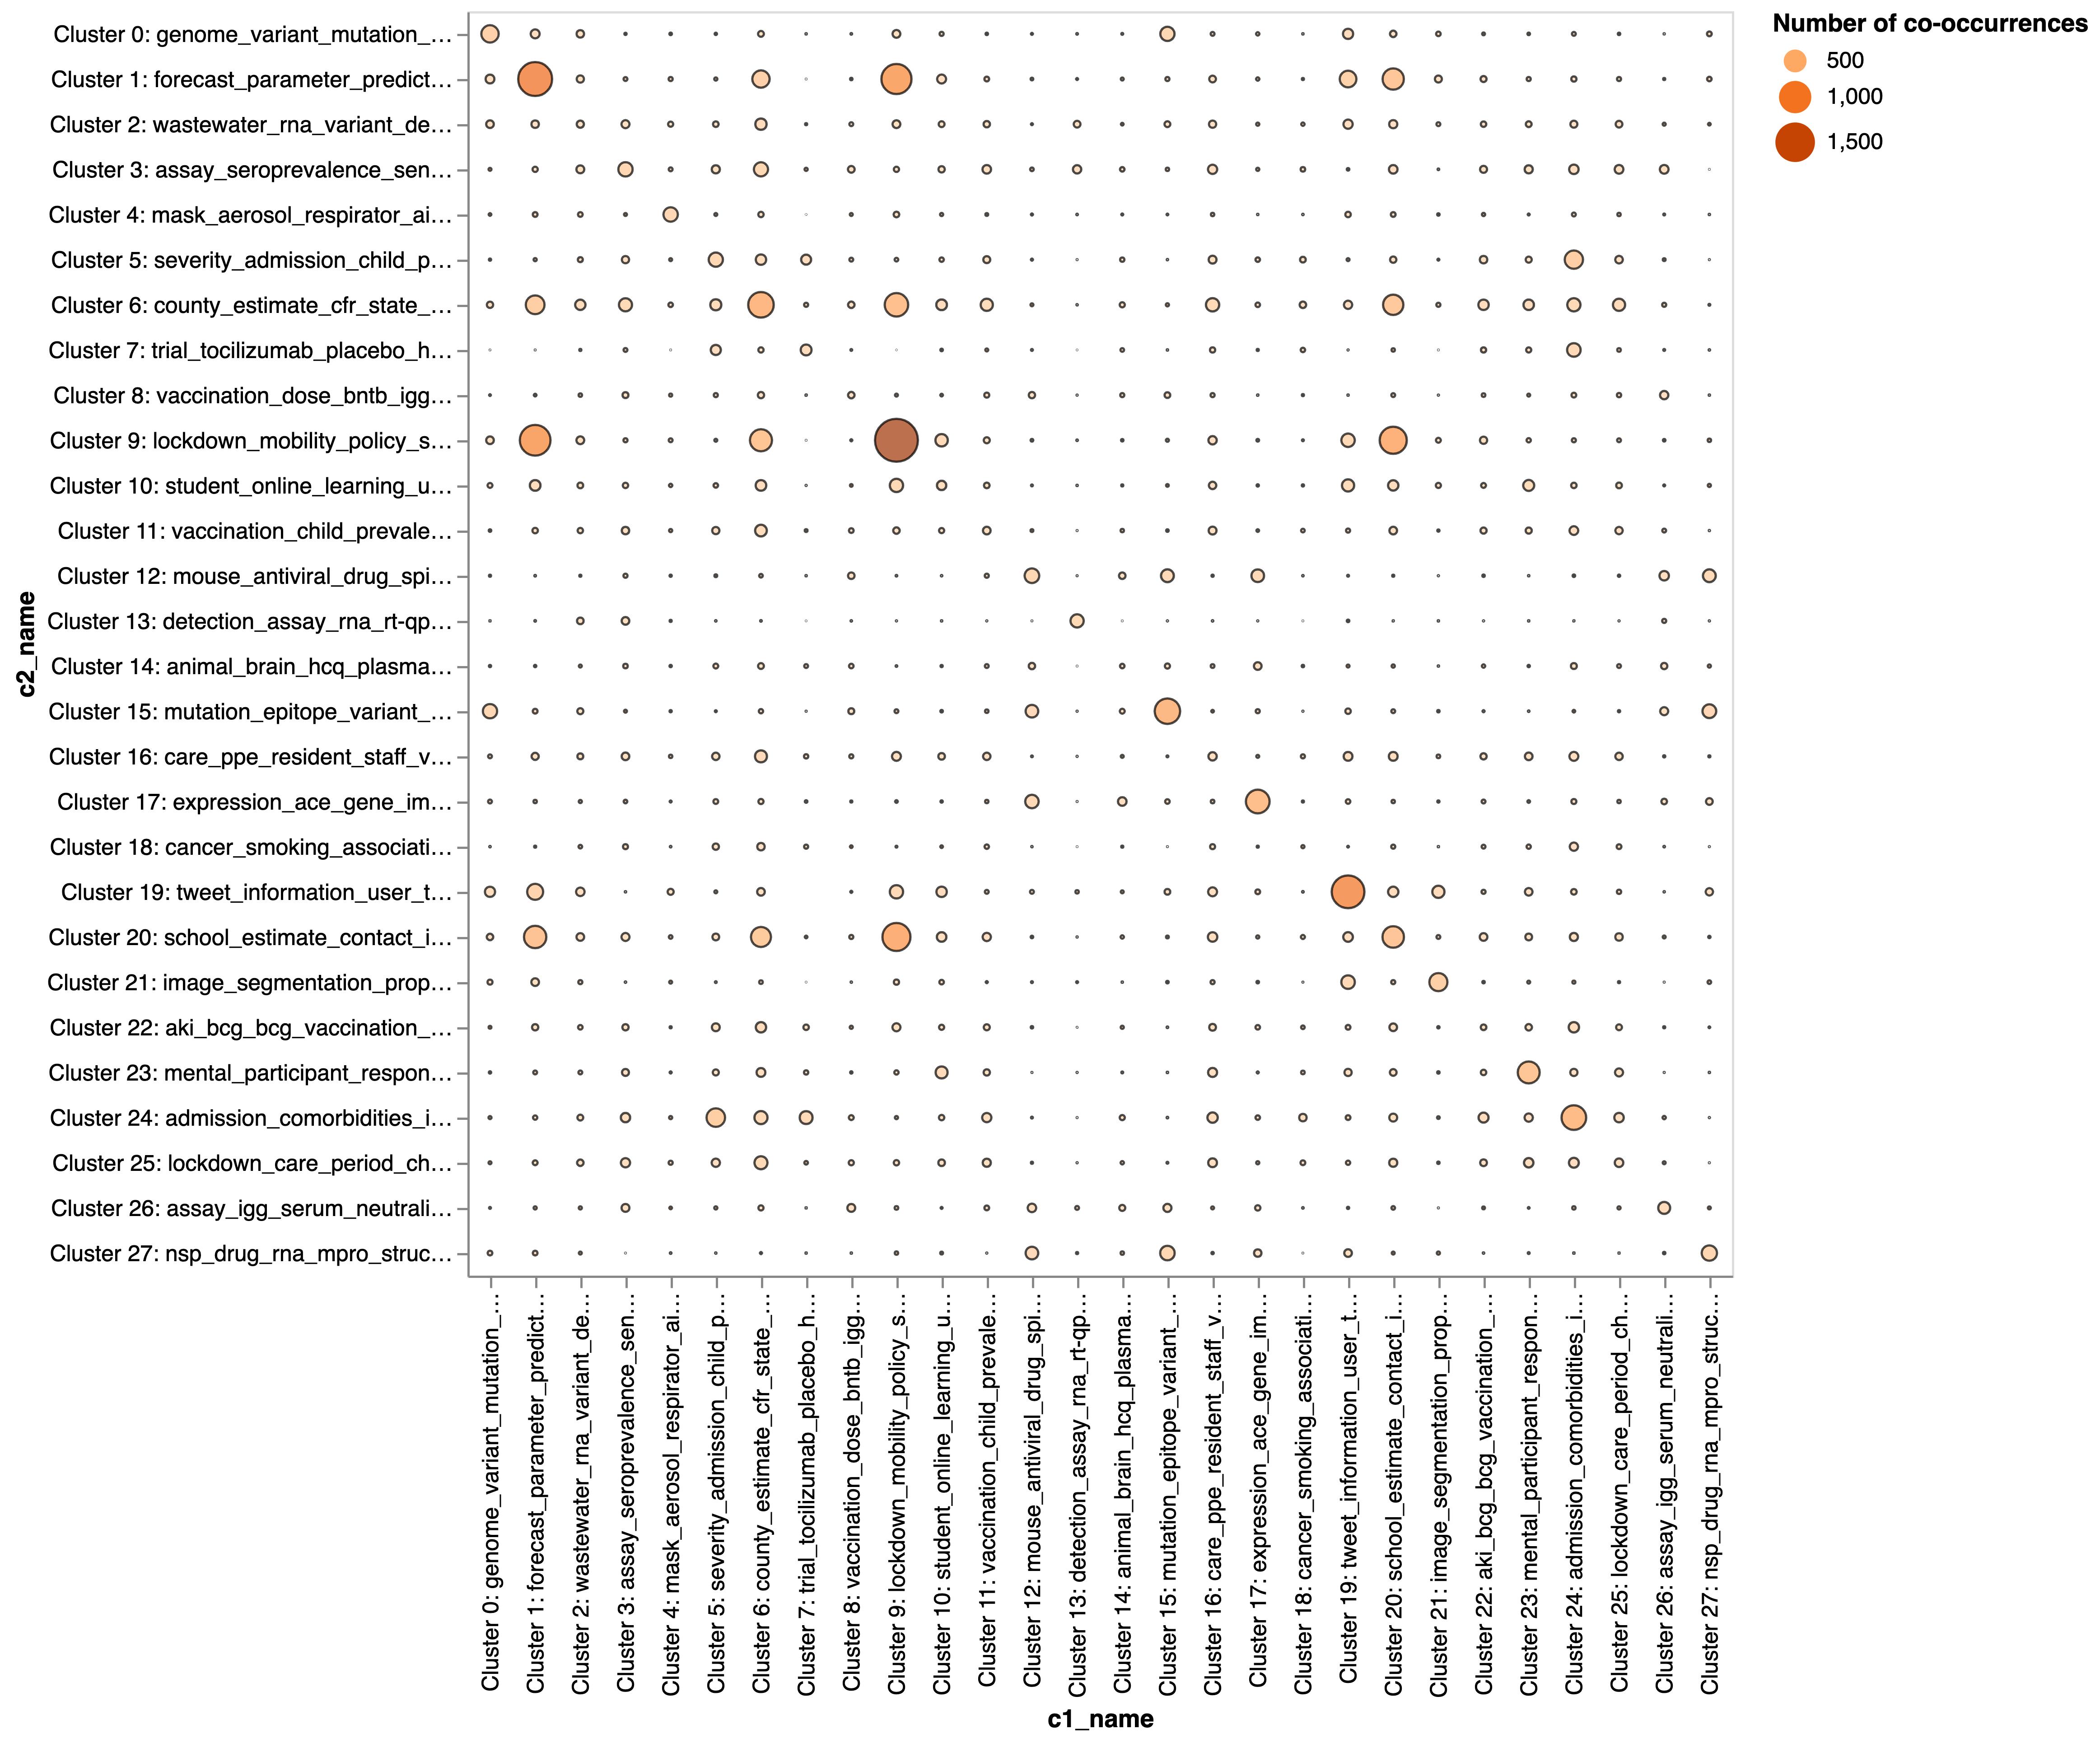 Number of co-occurrences
500
1,000
1,500
c2_name
Cluster 0: genome_variant_mutation_…
Cluster 1: forecast_parameter_predict…
Cluster 2: wastewater_rna_variant_de…
Cluster 3: assay_seroprevalence_sen…
Cluster 4: mask_aerosol_respirator_ai…
Cluster 5: severity_admission_child_p…
Cluster 6: county_estimate_cfr_state_…
Cluster 7: trial_tocilizumab_placebo_h…
Cluster 8: vaccination_dose_bntb_igg…
Cluster 9: lockdown_mobility_policy_s…
Cluster 10: student_online_learning_u…
Cluster 11: vaccination_child_prevale…
Cluster 12: mouse_antiviral_drug_spi…
Cluster 13: detection_assay_rna_rt-qp…
Cluster 14: animal_brain_hcq_plasma…
Cluster 15: mutation_epitope_variant_…
Cluster 16: care_ppe_resident_staff_v…
Cluster 17: expression_ace_gene_im…
Cluster 18: cancer_smoking_associati…
Cluster 19: tweet_information_user_t…
Cluster 20: school_estimate_contact_i…
Cluster 21: image_segmentation_prop…
Cluster 22: aki_bcg_bcg_vaccination_…
Cluster 23: mental_participant_respon…
Cluster 24: admission_comorbidities_i…
Cluster 25: lockdown_care_period_ch…
Cluster 26: assay_igg_serum_neutrali…
Cluster 27: nsp_drug_rna_mpro_struc…
Cluster 0: genome_variant_mutation_…
Cluster 1: forecast_parameter_predict…
Cluster 2: wastewater_rna_variant_de…
Cluster 3: assay_seroprevalence_sen…
Cluster 4: mask_aerosol_respirator_ai…
Cluster 5: severity_admission_child_p…
Cluster 6: county_estimate_cfr_state_…
Cluster 7: trial_tocilizumab_placebo_h…
Cluster 8: vaccination_dose_bntb_igg…
Cluster 9: lockdown_mobility_policy_s…
Cluster 10: student_online_learning_u…
Cluster 11: vaccination_child_prevale…
Cluster 12: mouse_antiviral_drug_spi…
Cluster 13: detection_assay_rna_rt-qp…
Cluster 14: animal_brain_hcq_plasma…
Cluster 15: mutation_epitope_variant_…
Cluster 16: care_ppe_resident_staff_v…
Cluster 17: expression_ace_gene_im…
Cluster 18: cancer_smoking_associati…
Cluster 19: tweet_information_user_t…
Cluster 20: school_estimate_contact_i…
Cluster 21: image_segmentation_prop…
Cluster 22: aki_bcg_bcg_vaccination_…
Cluster 23: mental_participant_respon…
Cluster 24: admission_comorbidities_i…
Cluster 25: lockdown_care_period_ch…
Cluster 26: assay_igg_serum_neutrali…
Cluster 27: nsp_drug_rna_mpro_struc…
c1_name